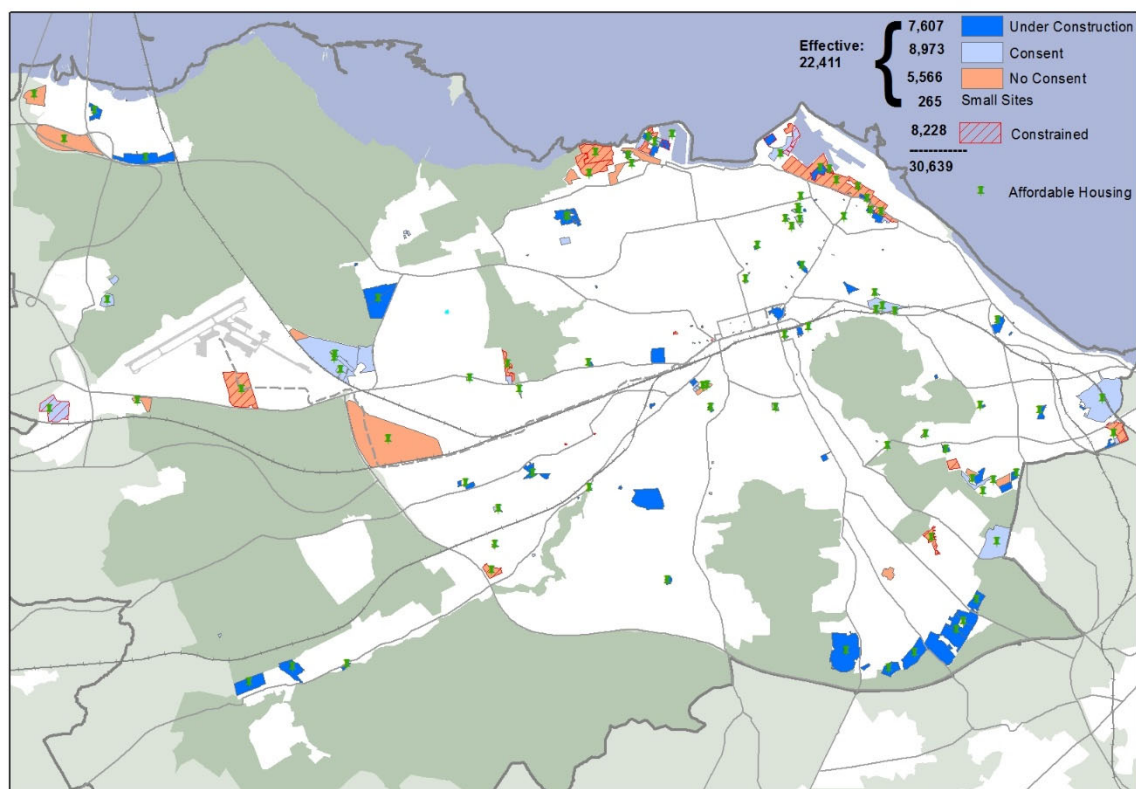 7,607 Under Construction
Effective:
22,411
8,973 Consent
5,566 No Consent
265 Small Sites
8,228 Constrained
------------
30,639
Affordable Housing